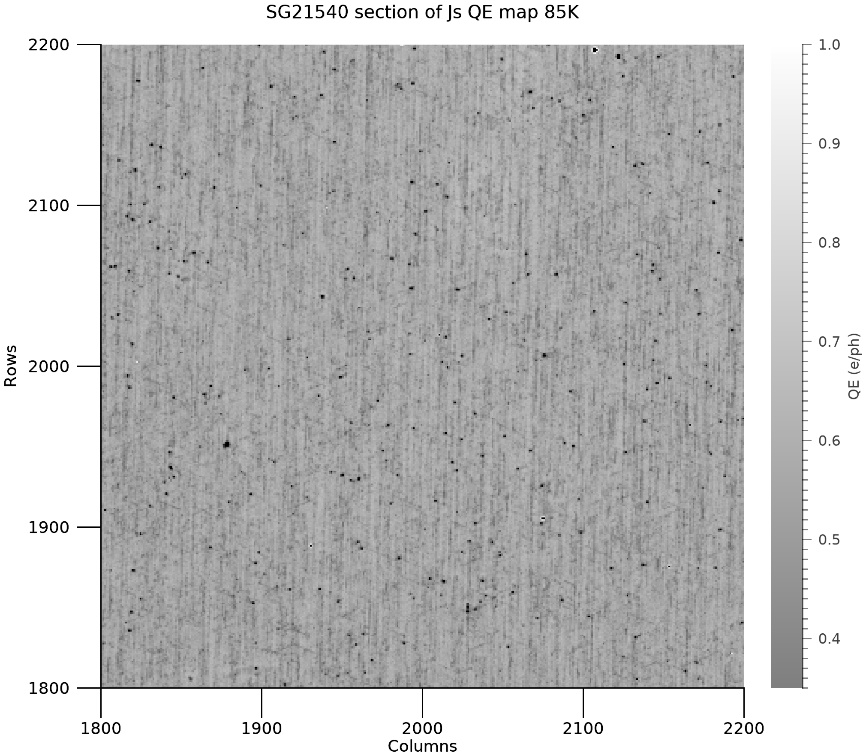 SG21540 section of Js QE map 85K
2200
2100
2000
1900
1800
Rows
1800 1900 2000 2100 2200
Columns
1.0
0.9
0.8
0.7
0.6
0.5
0.4
QE (e/ph)